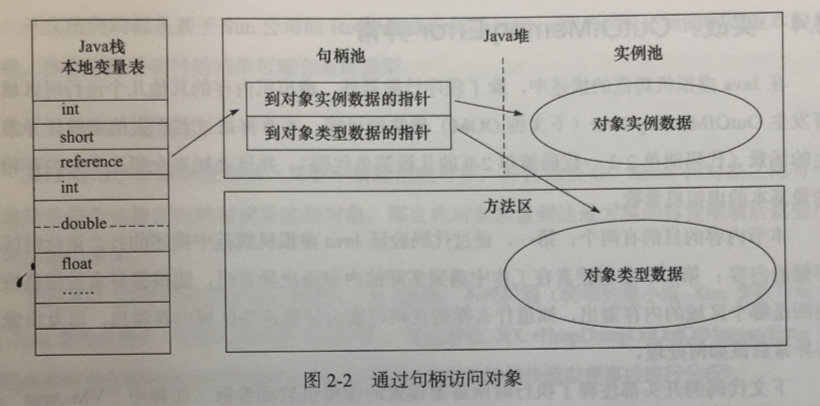 Java栈
本地变量表
int
short
reference
int
double
float
……
Java堆
句柄池
实例池
到对象实例数据的指针
到对象类型数据的指针
对象实例数据
方法区
对象类型数据
图 2-2 通过句柄访问对象